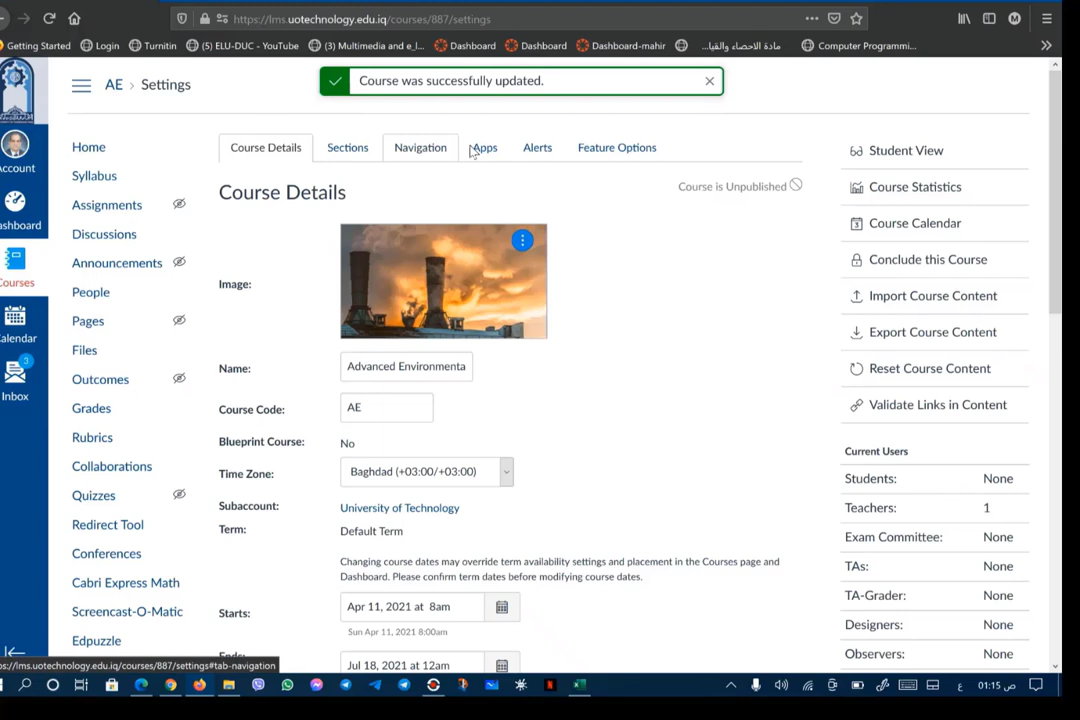 https://lms.uotechnology.edu.iq/courses/887/settings
Getting Started
Login
Turnitin
(5) ELU-DUC - YouTube
(3) Multimedia and e_l...
Dashboard
Dashboard
Dashboard-mahir
مادة الاحصاء والقيا...
Computer Programmi...
AE › Settings
Course was successfully updated.
Account
Dashboard
Courses
Calendar
3
Inbox
Home
Syllabus
Assignments
Discussions
Announcements
People
Pages
Files
Outcomes
Grades
Rubrics
Collaborations
Quizzes
Redirect Tool
Conferences
Cabri Express Math
Screencast-O-Matic
Edpuzzle
Course Details
Sections
Navigation
Apps
Alerts
Feature Options
Course Details
Course is Unpublished
Image:
Name:
Advanced Environmenta
Course Code:
AE
Blueprint Course:
No
Time Zone:
Baghdad (+03:00/+03:00)
Subaccount:
University of Technology
Term:
Default Term
Changing course dates may override term availability settings and placement in the Courses page and
Dashboard. Please confirm term dates before modifying course dates.
Starts:
Apr 11, 2021 at 8am
Sun Apr 11, 2021 8:00am
Ends:
Jul 18, 2021 at 12am
Student View
Course Statistics
Course Calendar
Conclude this Course
Import Course Content
Export Course Content
Reset Course Content
Validate Links in Content
Current Users
Students: None
Teachers: 1
Exam Committee: None
TAs: None
TA-Grader: None
Designers: None
Observers: None
ps://lms.uotechnology.edu.iq/courses/887/settings#tab-navigation
ع
01:15 ص